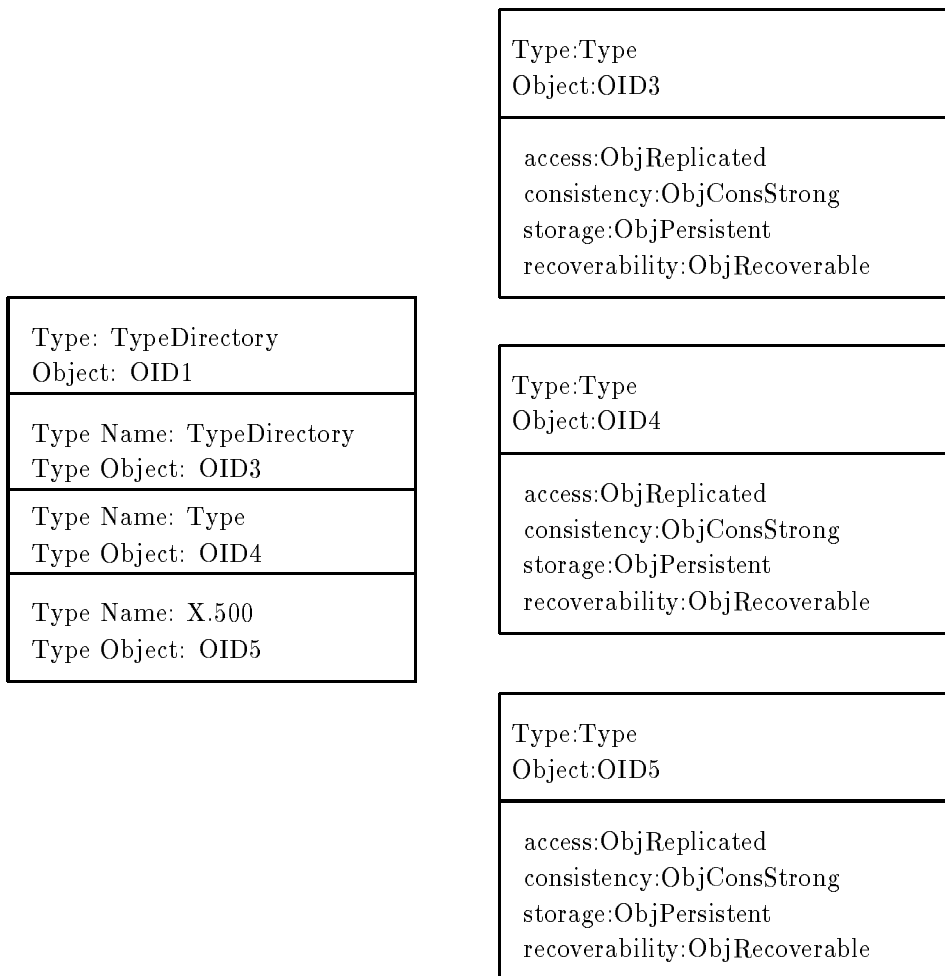 Type:Type
Object:OID3
access:ObjReplicated
consistency:ObjConsStrong
storage:ObjPersistent
recoverability:ObjRecoverable
Type: TypeDirectory
Object: OID1
Type Name: TypeDirectory
Type Object: OID3
Type Name: Type
Type Object: OID4
Type Name: X.500
Type Object: OID5
Type:Type
Object:OID4
access:ObjReplicated
consistency:ObjConsStrong
storage:ObjPersistent
recoverability:ObjRecoverable
Type:Type
Object:OID5
access:ObjReplicated
consistency:ObjConsStrong
storage:ObjPersistent
recoverability:ObjRecoverable